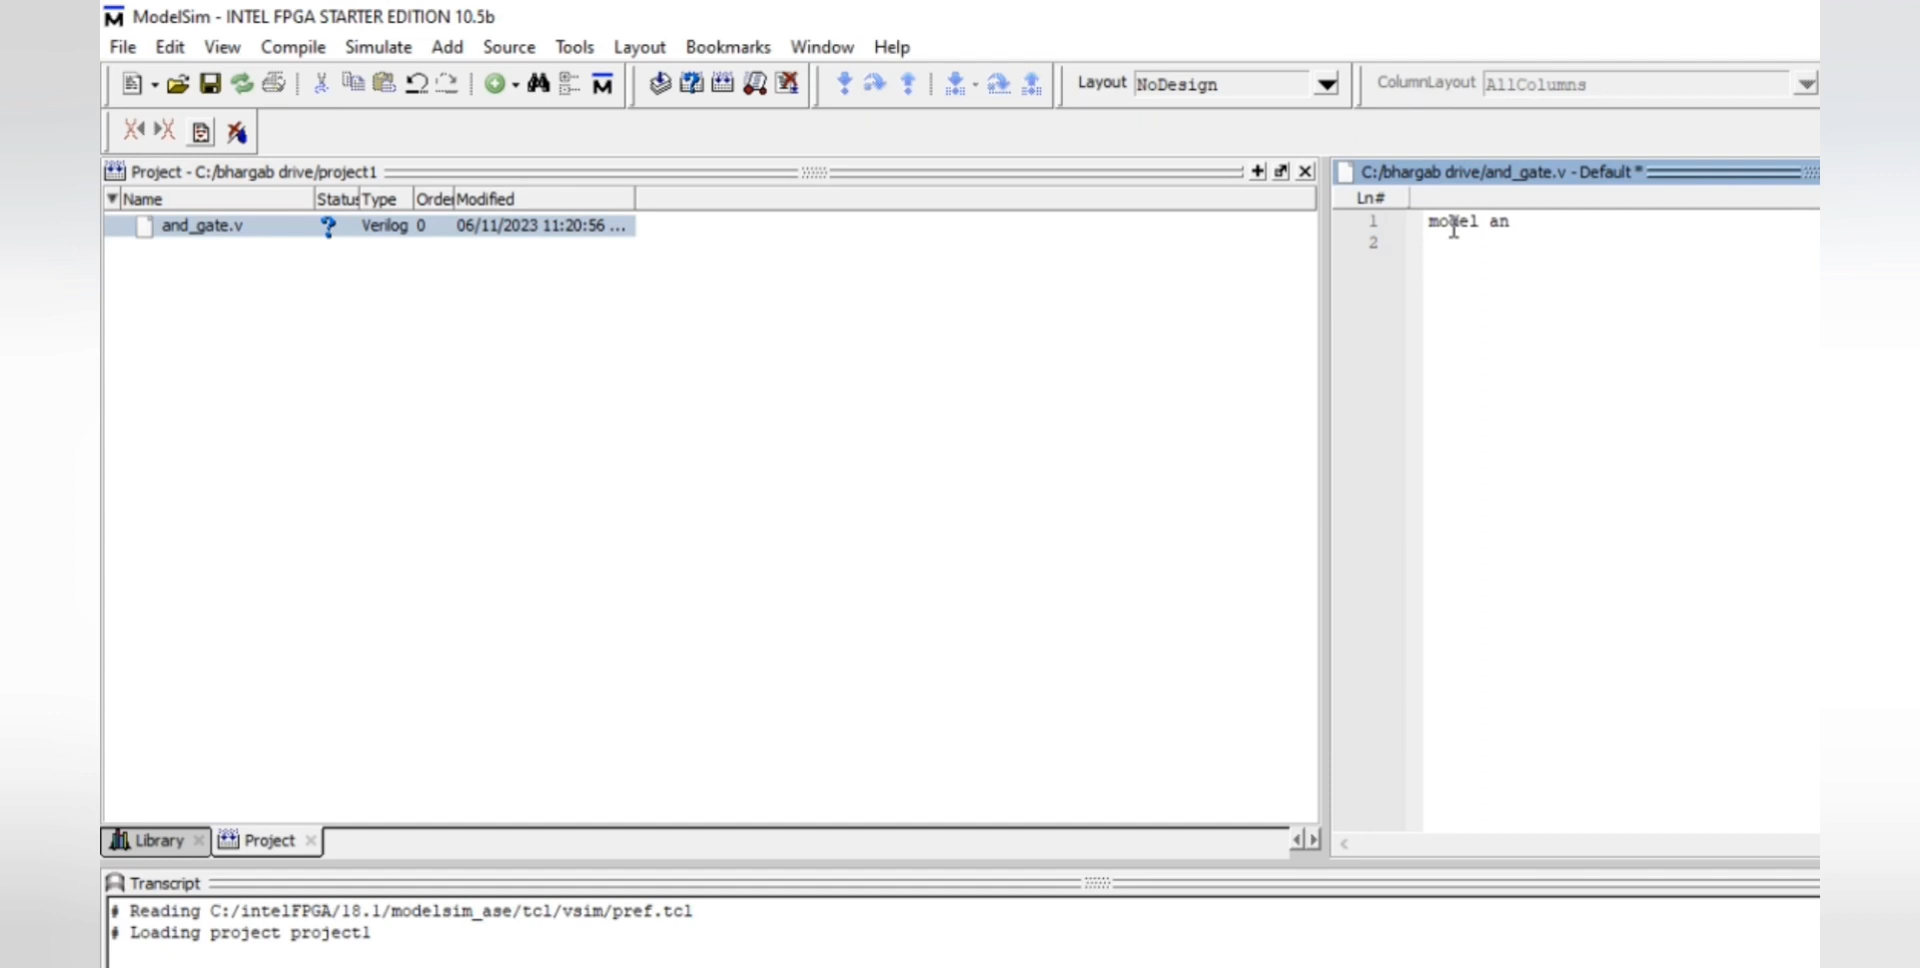 ModelSim - INTEL FPGA STARTER EDITION 10.5b
File Edit View Compile Simulate Tools Add Source Tools Layout Bookmarks Window Help
Layout NoDesign
ColumnLayout AllColumns
Project - C:/bhargab drive/project1
Name Status Type Order Modified
and_gate.v ? Verilog 0 06/11/2023 11:20:56 ...
C:/bhargab drive/and_gate.v - Default *
Ln#
1 model an
2
Library Project
Transcript
# Reading C:/intelFPGA/18.1/modelsim_ase/tcl/vsim/pref.tcl
# Loading project project1